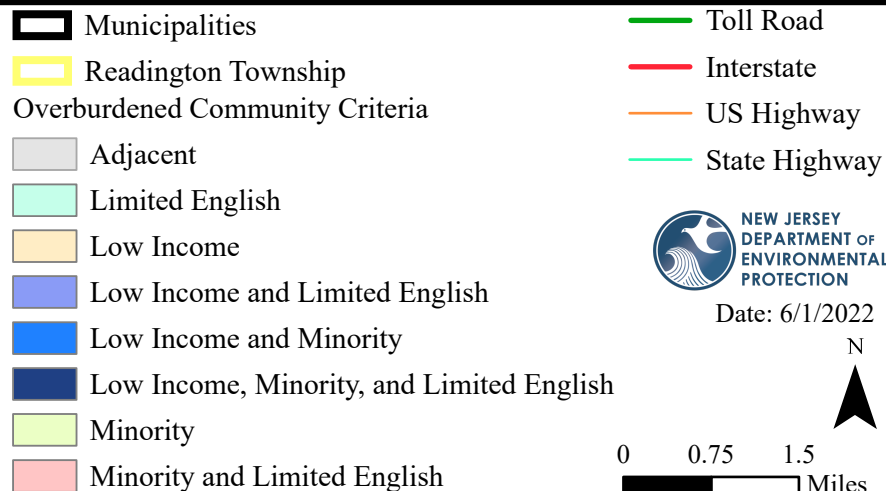 Municipalities
Readington Township
Overburdened Community Criteria
Adjacent
Limited English
Low Income
Low Income and Limited English
Low Income and Minority
Low Income, Minority, and Limited English
Minority
Minority and Limited English
Toll Road
Interstate
US Highway
State Highway
NEW JERSEY
DEPARTMENT OF
ENVIRONMENTAL
PROTECTION
Date: 6/1/2022
N
0 0.75 1.5
Miles